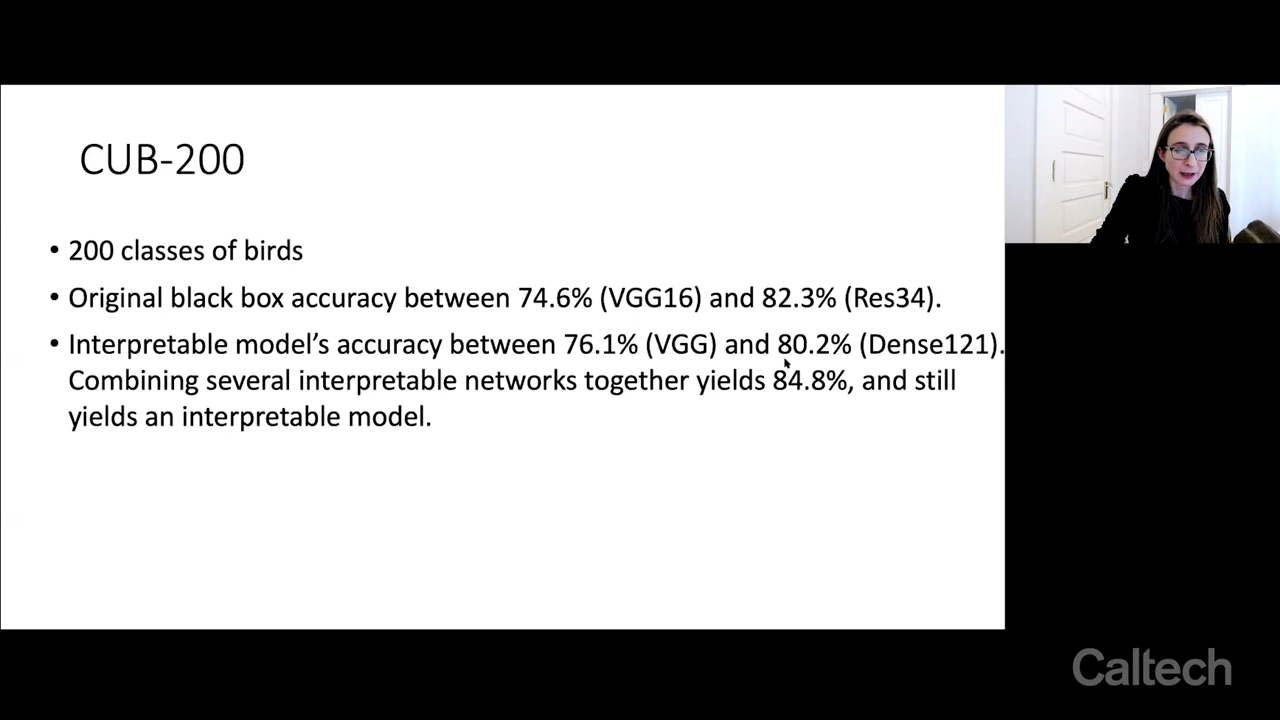 CUB-200
• 200 classes of birds
• Original black box accuracy between 74.6% (VGG16) and 82.3% (Res34).
• Interpretable model’s accuracy between 76.1% (VGG) and 80.2% (Dense121).
Combining several interpretable networks together yields 84.8%, and still
yields an interpretable model.
Caltech